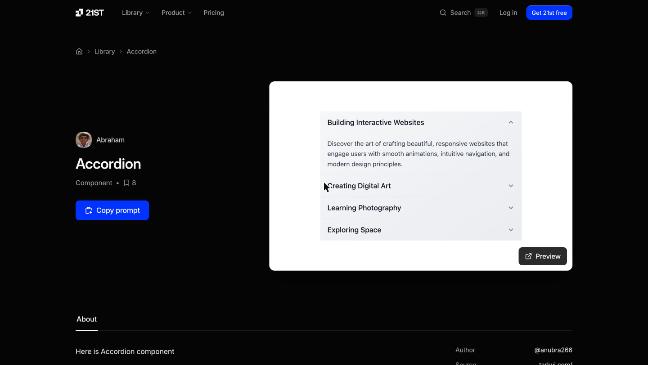 21ST
Library
Product
Pricing
Search ⌘K
Log in
Get 21st free
Library
Accordion
Abraham
Accordion
Component • 8
Copy prompt
Building Interactive Websites
Discover the art of crafting beautiful, responsive websites that
engage users with smooth animations, intuitive navigation, and
modern design principles.
Creating Digital Art
Learning Photography
Exploring Space
Preview
About
Here is Accordion component
Author @anubra266